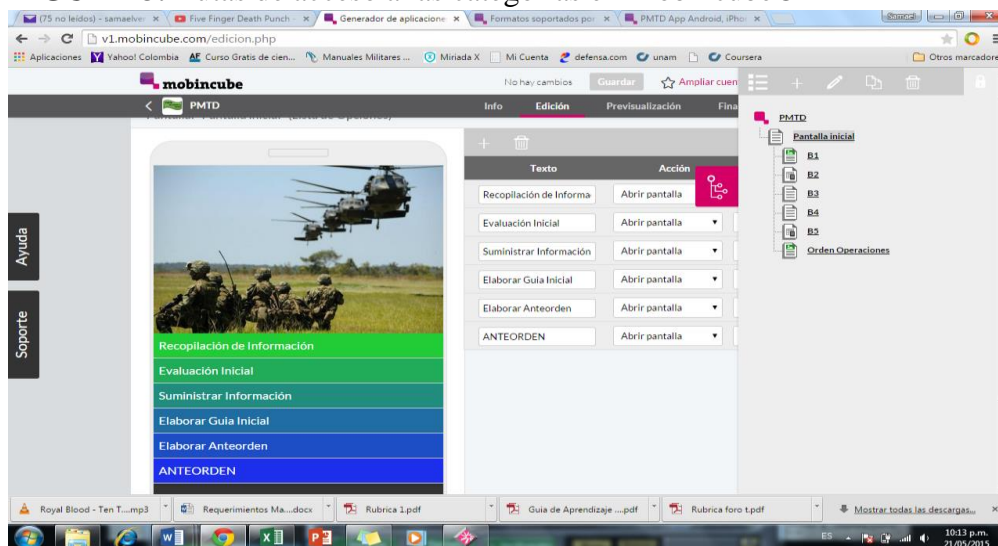 (75 no leídos) - samaelve
Five Finger Death Punch -
Generador de aplicacione
Formatos soportados por
PMTD App Android, iPhon
Samael
v1.mobincube.com/edicion.php
Aplicaciones
Yahoo! Colombia
Curso Gratis de cien...
Manuales Militares ...
Miriada X
Mi Cuenta
defensa.com
unam
Coursera
Otros marcadore
mobincube
No hay cambios
Guardar
Ampliar cuen
PMTD
Info
Edición
Previsualización
Fina
Texto
Acción
Recopilación de Informa
Abrir pantalla
Evaluación Inicial
Abrir pantalla
Suministrar Información
Abrir pantalla
Elaborar Guia Inicial
Abrir pantalla
Elaborar Anteorden
Abrir pantalla
ANTEORDEN
Abrir pantalla
PMTD
Pantalla inicial
B1
B2
B3
B4
B5
Orden Operaciones
Ayuda
Soporte
Recopilación de Información
Evaluación Inicial
Suministrar Información
Elaborar Guia Inicial
Elaborar Anteorden
ANTEORDEN
Royal Blood - Ten T....mp3
Requerimientos Ma....docx
Rubrica 1.pdf
Guia de Aprendizaje ....pdf
Rubrica foro t.pdf
Mostrar todas las descargas...
ES
10:13 p.m.
21/05/2015